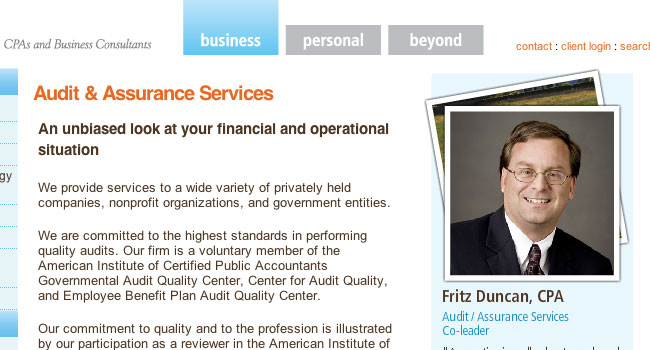 CPAs and Business Consultants
business
personal
beyond
contact : client login : search
Audit & Assurance Services
An unbiased look at your financial and operational
situation
We provide services to a wide variety of privately held
companies, nonprofit organizations, and government entities.
We are committed to the highest standards in performing
quality audits. Our firm is a voluntary member of the
American Institute of Certified Public Accountants
Governmental Audit Quality Center, Center for Audit Quality,
and Employee Benefit Plan Audit Quality Center.
Our commitment to quality and to the profession is illustrated
by our participation as a reviewer in the American Institute of
gy
Fritz Duncan, CPA
Audit / Assurance Services
Co-leader